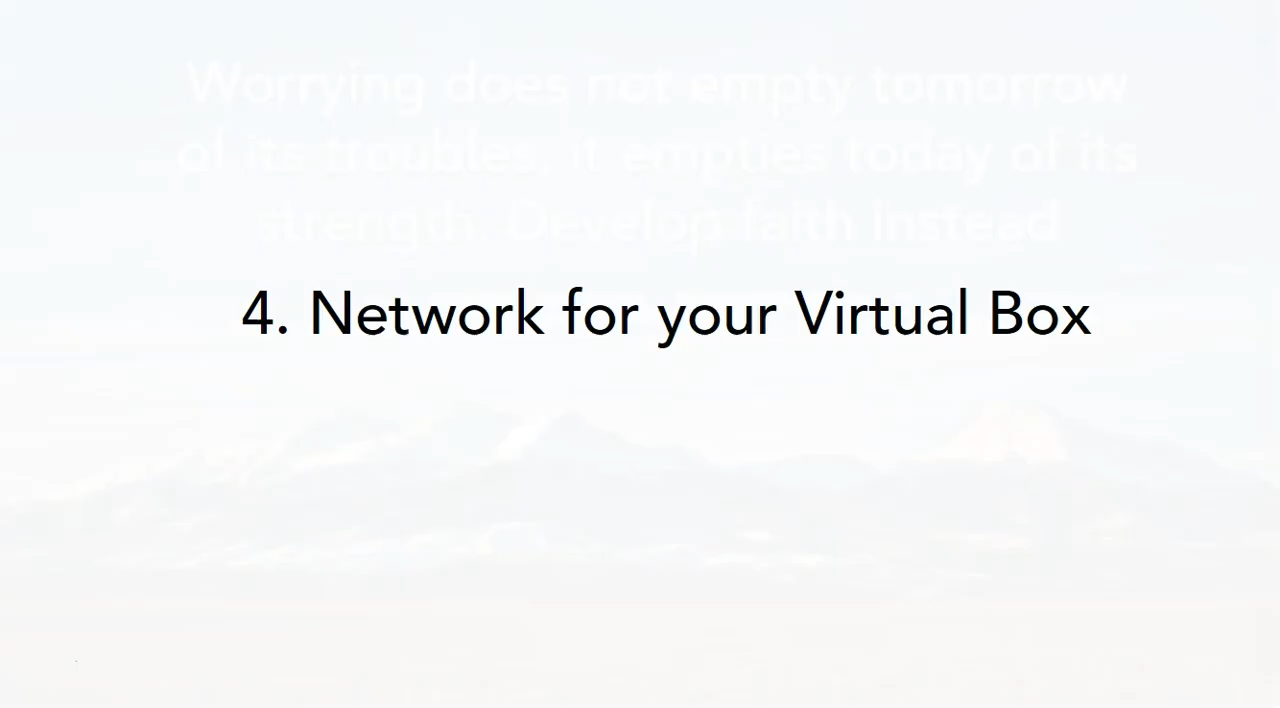 Worrying does not empty tomorrow
of its troubles, it empties today of its
strength. Develop faith instead
4. Network for your Virtual Box